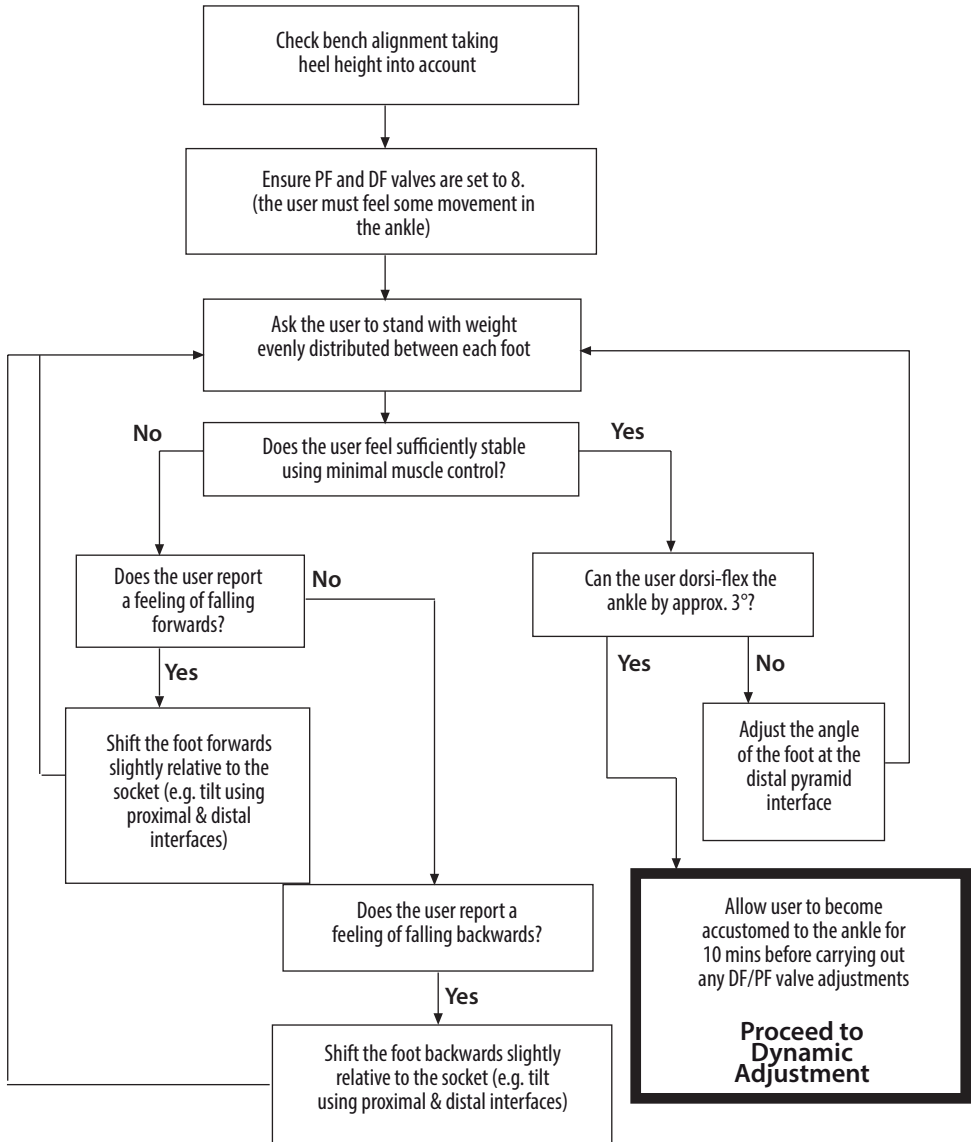 Check bench alignment taking
heel height into account
Ensure PF and DF valves are set to 8.
(the user must feel some movement in
the ankle)
Ask the user to stand with weight
evenly distributed between each foot
No
Does the user feel sufficiently stable
using minimal muscle control?
Yes
Does the user report
a feeling of falling
forwards?
No
Yes
Can the user dorsi-flex the
ankle by approx. 3°?
Yes
No
Shift the foot forwards
slightly relative to the
socket (e.g. tilt using
proximal & distal
interfaces)
Adjust the angle
of the foot at the
distal pyramid
interface
Does the user report a
feeling of falling backwards?
Yes
Shift the foot backwards slightly
relative to the socket (e.g. tilt
using proximal & distal interfaces)
Allow user to become
accustomed to the ankle for
10 mins before carrying out
any DF/PF valve adjustments
Proceed to
Dynamic
Adjustment